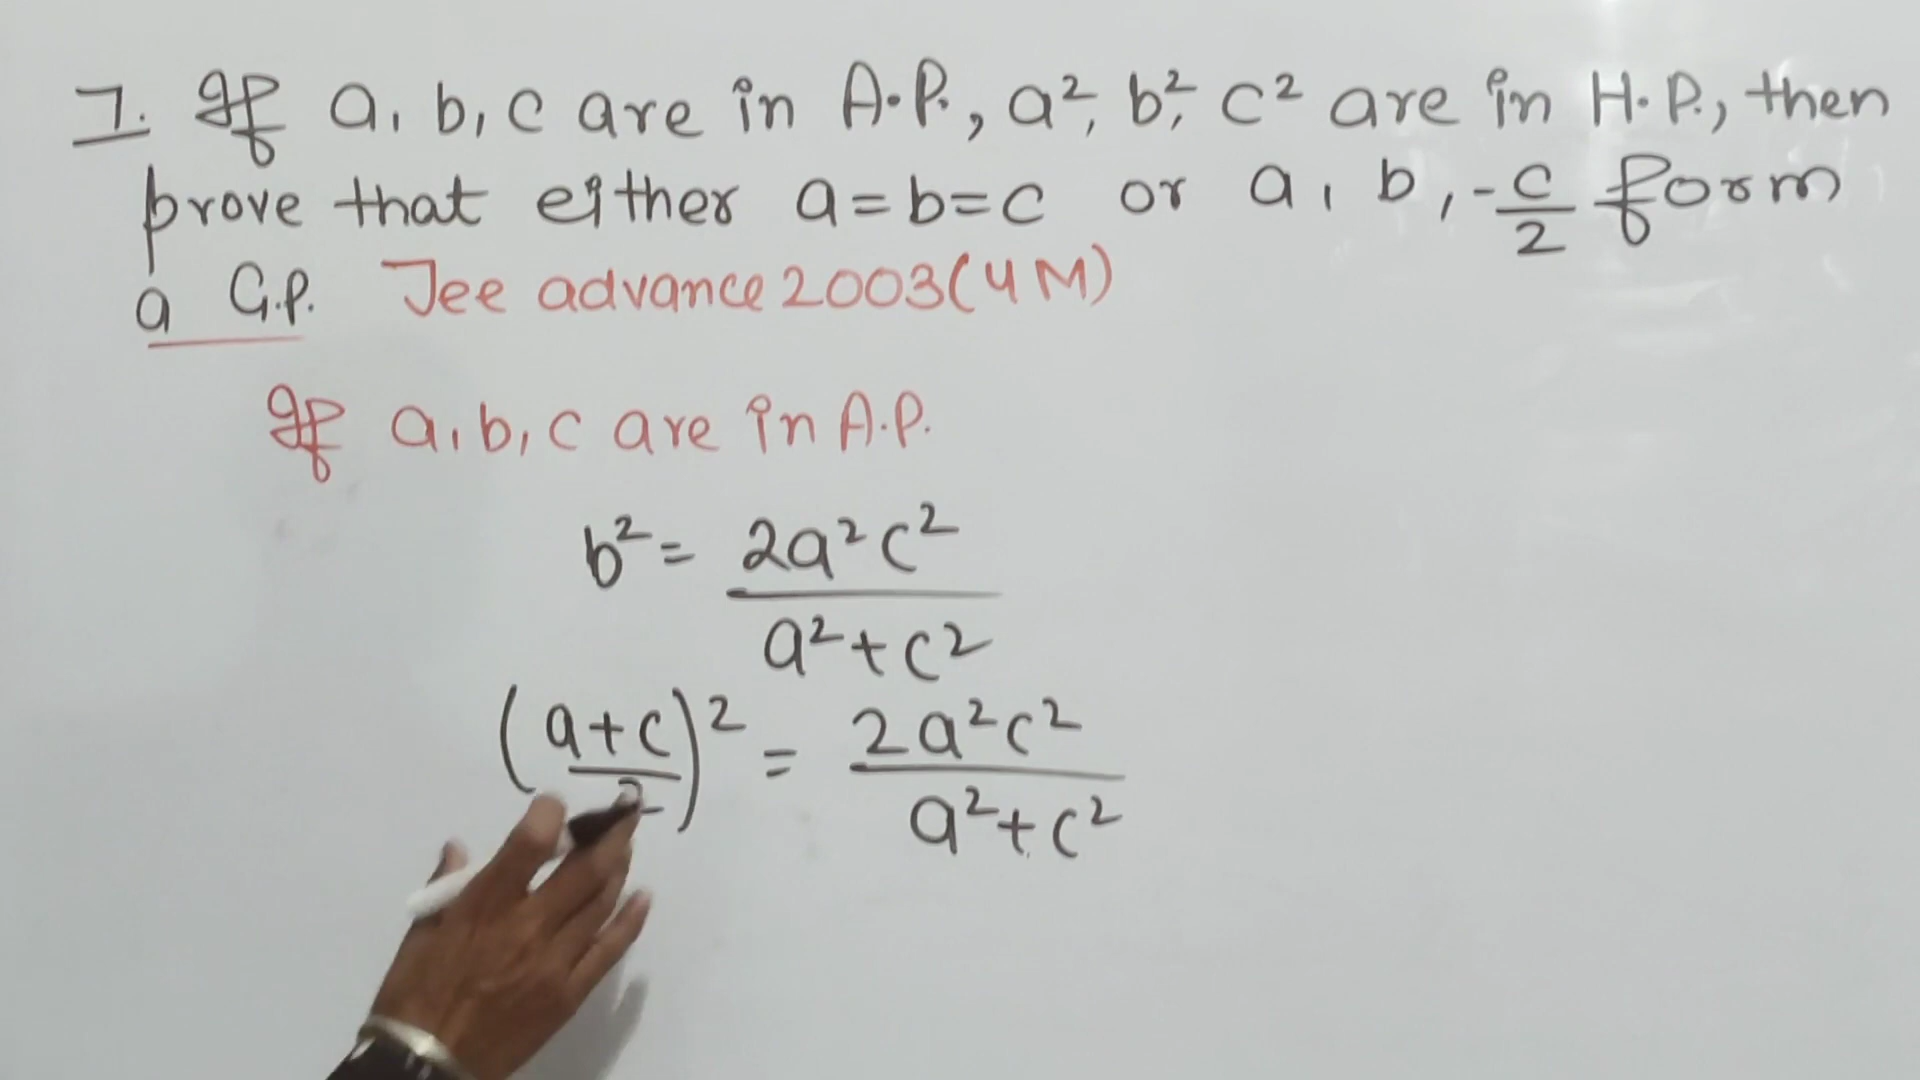 7. If a, b, c are in A.P., a², b², c² are in H.P., then
prove that either a = b = c or a, b, -c/2 form
a G.P. Jee advance 2003 (4M)
If a, b, c are in A.P.
b² = 2a²c² / a²+c²
(a+c/2)² = 2a²c² / a²+c²